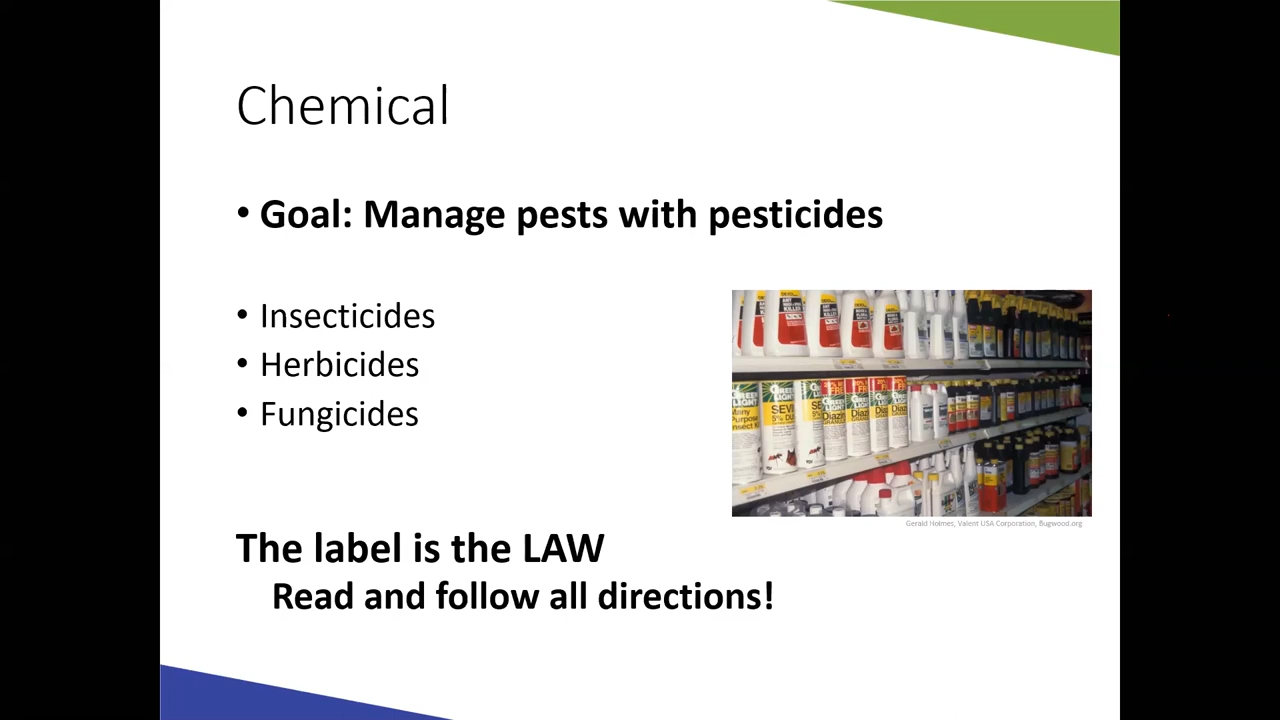 Chemical
• Goal: Manage pests with pesticides
• Insecticides
• Herbicides
• Fungicides
SEVIN
Gerald Holmes, Valent USA Corporation, Bugwood.org
The label is the LAW
Read and follow all directions!